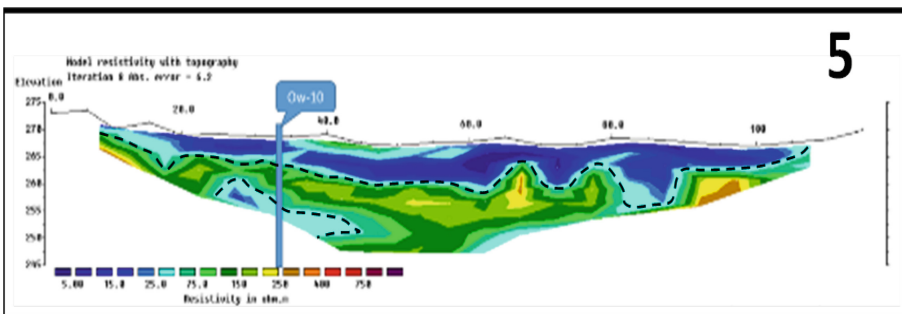 5
Model resistivity with topography
Iteration 8 Abs. error = 6.2
Elevation
0.0
20.0
40.0
60.0
80.0
100
Ow-10
275
270
265
260
255
250
245
5.00 15.0 25.0 75.0 150 250 400 750
Resistivity in ohm.m